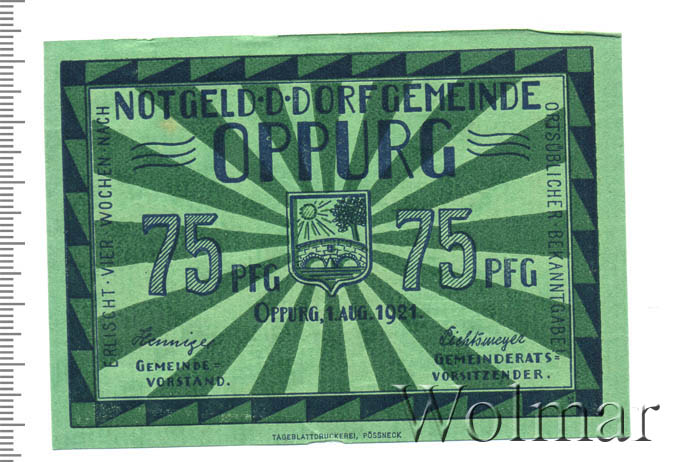 NOTGELD·D·DORFGEMEINDE
OPPURG
ERLISCHT · VIER WOCHEN NACH
ORTSÜBLICHER BEKANNTGABE
75 PFG
75 PFG
OPPURG, 1. AUG. 1921.
Henniger
GEMEINDE=
-VORSTAND.
GEMEINDERATS-
VORSITZENDER.
TAGEBLATTDRUCKEREI, PÖSSNECK
Wolmar